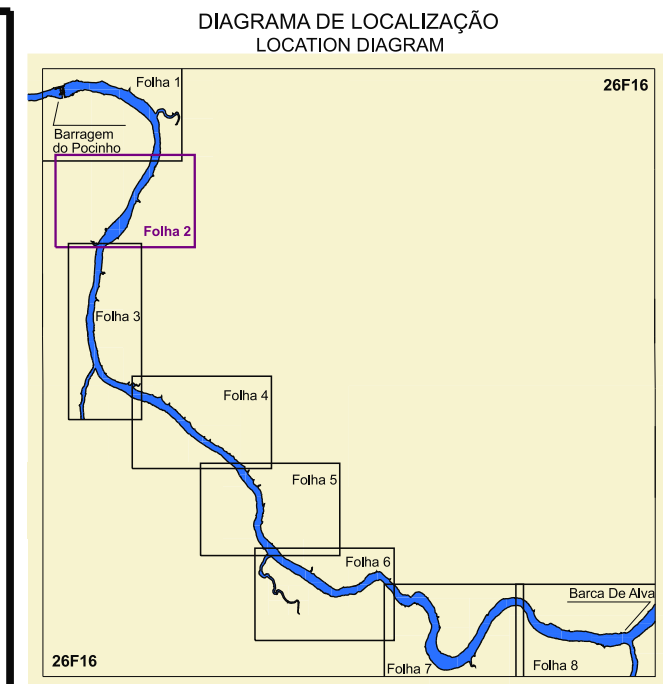 DIAGRAMA DE LOCALIZAÇÃO
LOCATION DIAGRAM
Folha 1
26F16
Barragem
do Pocinho
Folha 2
Folha 3
Folha 4
Folha 5
Folha 6
Barca De Alva
26F16
Folha 7
Folha 8